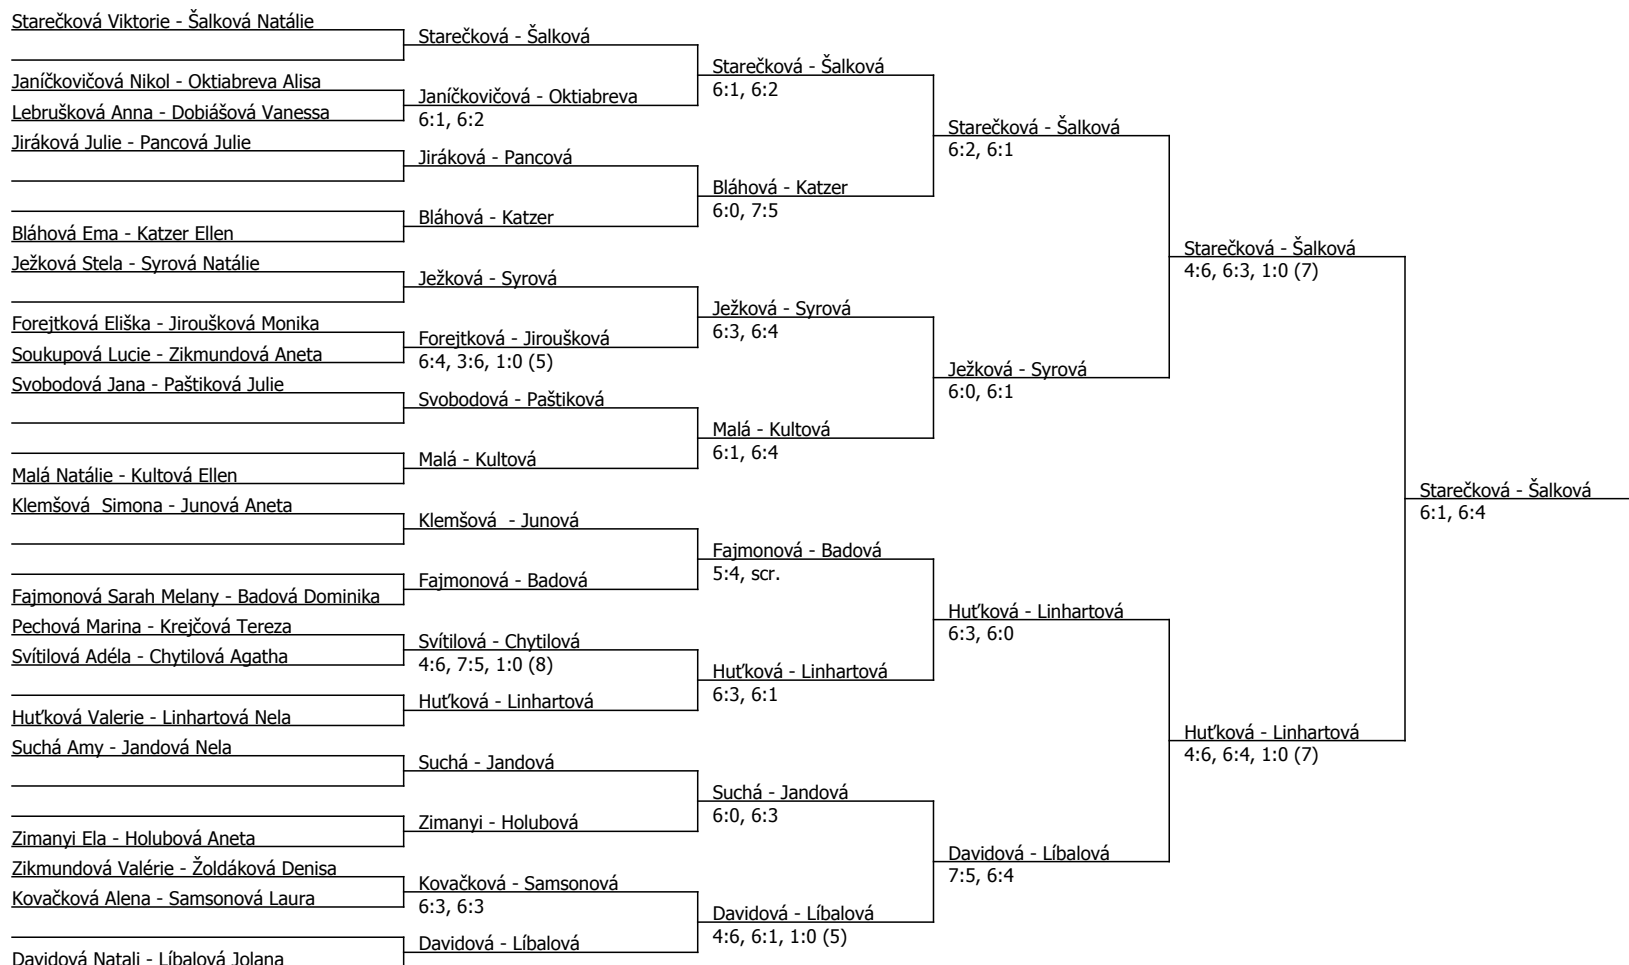 Starečková Viktorie - Šalková Natálie
Janíčkovičová Nikol - Oktiabreva Alisa
Lebrušková Anna - Dobiášová Vanessa
Jiráková Julie - Pancová Julie
Bláhová Ema - Katzer Ellen
Ježková Stela - Syrová Natálie
Forejtková Eliška - Jiroušková Monika
Soukupová Lucie - Zikmundová Aneta
Svobodová Jana - Paštiková Julie
Malá Natálie - Kultová Ellen
Klemšová  Simona - Junová Aneta
Fajmonová Sarah Melany - Badová Dominika
Pechová Marina - Krejčová Tereza
Svítilová Adéla - Chytilová Agatha
Huťková Valerie - Linhartová Nela
Suchá Amy - Jandová Nela
Zimanyi Ela - Holubová Aneta
Zikmundová Valérie - Žoldáková Denisa
Kovačková Alena - Samsonová Laura
Davidová Natali - Líbalová Jolana
Starečková - Šalková
Janíčkovičová - Oktiabreva
6:1, 6:2
Jiráková - Pancová
Bláhová - Katzer
Ježková - Syrová
Forejtková - Jiroušková
6:4, 3:6, 1:0 (5)
Svobodová - Paštiková
Malá - Kultová
Klemšová  - Junová
Fajmonová - Badová
Svítilová - Chytilová
4:6, 7:5, 1:0 (8)
Huťková - Linhartová
Suchá - Jandová
Zimanyi - Holubová
Kovačková - Samsonová
6:3, 6:3
Davidová - Líbalová
Starečková - Šalková
6:1, 6:2
Bláhová - Katzer
6:0, 7:5
Ježková - Syrová
6:3, 6:4
Malá - Kultová
6:1, 6:4
Fajmonová - Badová
5:4, scr.
Huťková - Linhartová
6:3, 6:1
Suchá - Jandová
6:0, 6:3
Davidová - Líbalová
4:6, 6:1, 1:0 (5)
Starečková - Šalková
6:2, 6:1
Ježková - Syrová
6:0, 6:1
Huťková - Linhartová
6:3, 6:0
Davidová - Líbalová
7:5, 6:4
Starečková - Šalková
4:6, 6:3, 1:0 (7)
Huťková - Linhartová
4:6, 6:4, 1:0 (7)
Starečková - Šalková
6:1, 6:4